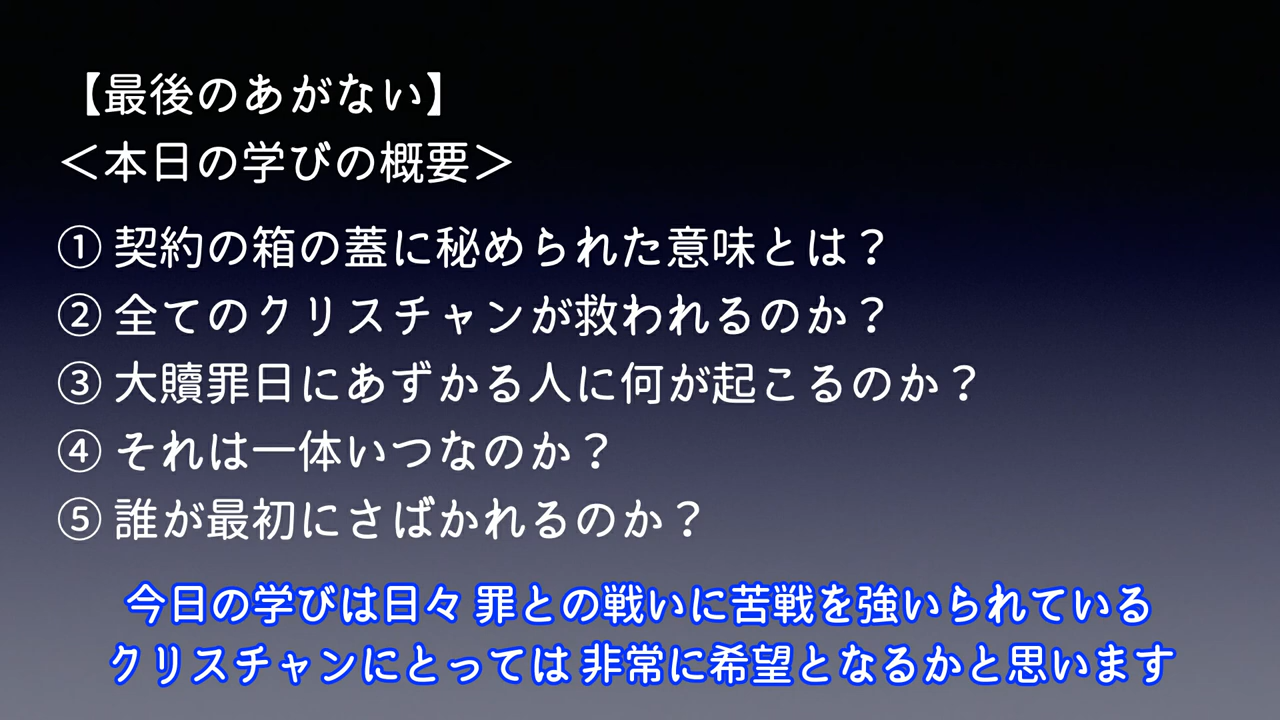 【最後のあがない】
＜本日の学びの概要＞
① 契約の箱の蓋に秘められた意味とは？
② 全てのクリスチャンが救われるのか？
③ 大贖罪日にあずかる人に何が起こるのか？
④ それは一体いつなのか？
⑤ 誰が最初にさばかれるのか？
今日の学びは日々 罪との戦いに苦戦を強いられている
クリスチャンにとっては 非常に希望となるかと思います